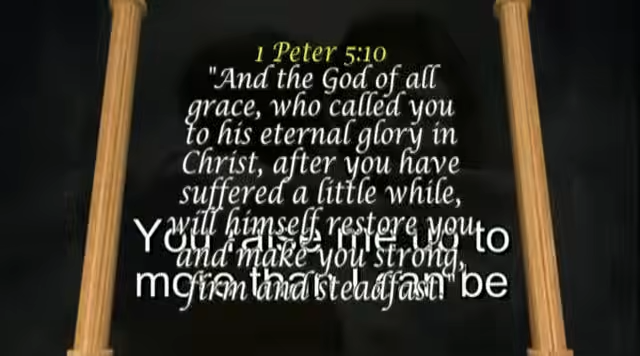 1 Peter 5:10
"And the God of all
grace, who called you
to his eternal glory in
Christ, after you have
suffered a little while,
will himself restore you
You raise me up to
and make you strong,
more than I can be
firm and steadfast."